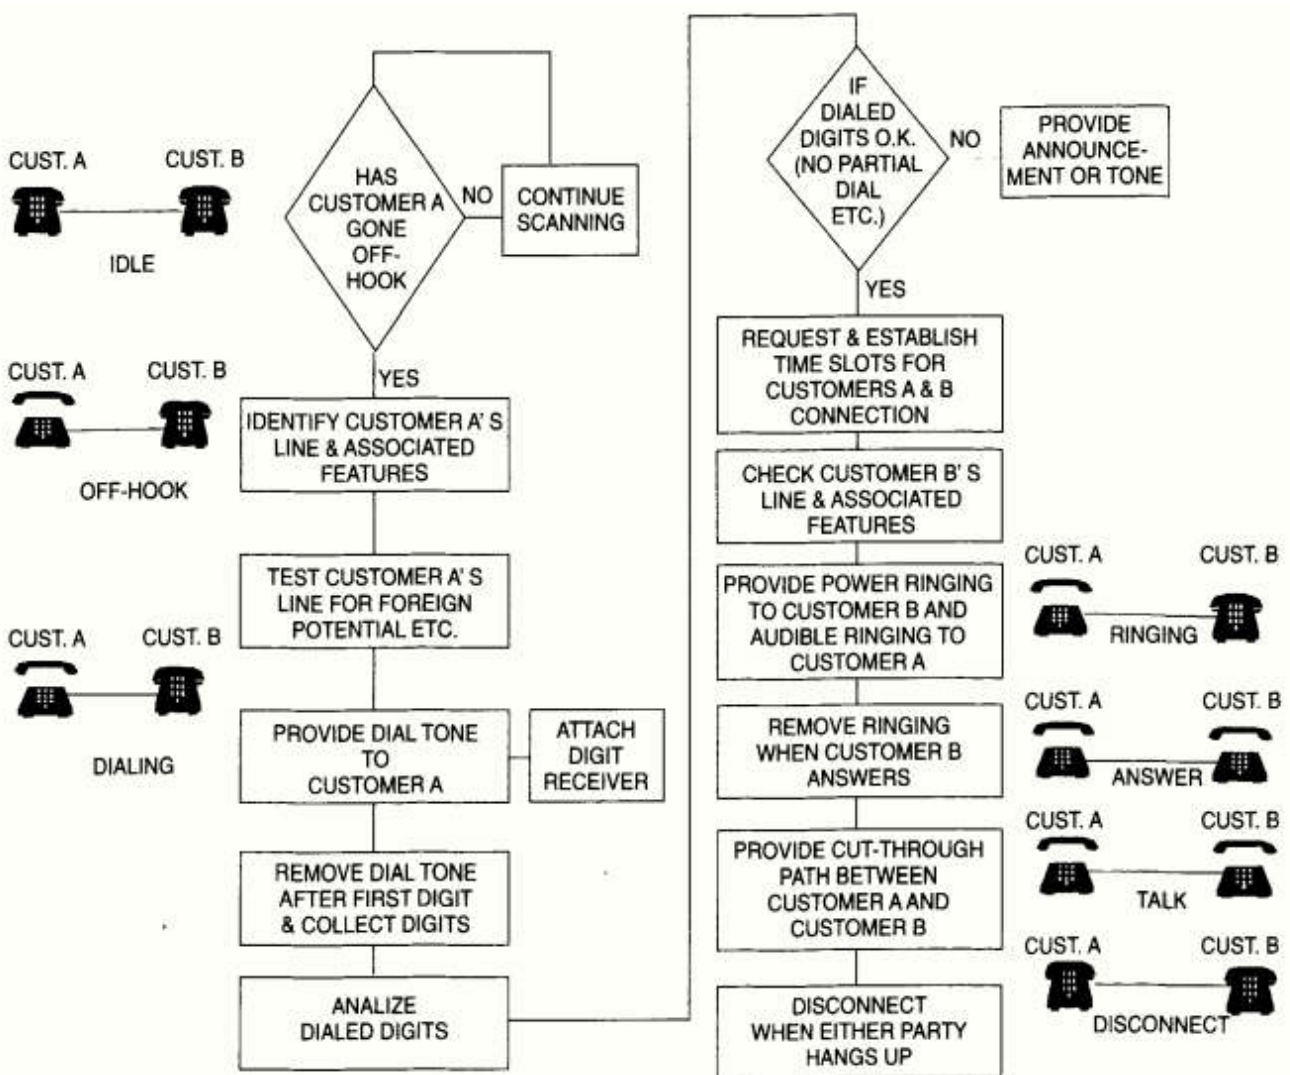 CUST. A
CUST. B
IDLE
HAS
CUSTOMER A
GONE
OFF-
HOOK
NO
CONTINUE
SCANNING
YES
CUST. A
CUST. B
OFF-HOOK
IDENTIFY CUSTOMER A' S
LINE & ASSOCIATED
FEATURES
TEST CUSTOMER A' S
LINE FOR FOREIGN
POTENTIAL ETC.
CUST. A
CUST. B
DIALING
PROVIDE DIAL TONE
TO
CUSTOMER A
ATTACH
DIGIT
RECEIVER
REMOVE DIAL TONE
AFTER FIRST DIGIT
& COLLECT DIGITS
ANALIZE
DIALED DIGITS
IF
DIALED
DIGITS O.K.
(NO PARTIAL
DIAL
ETC.)
NO
PROVIDE
ANNOUNCE-
MENT OR TONE
YES
REQUEST & ESTABLISH
TIME SLOTS FOR
CUSTOMERS A & B
CONNECTION
CHECK CUSTOMER B' S
LINE & ASSOCIATED
FEATURES
PROVIDE POWER RINGING
TO CUSTOMER B AND
AUDIBLE RINGING TO
CUSTOMER A
CUST. A
CUST. B
RINGING
REMOVE RINGING
WHEN CUSTOMER B
ANSWERS
CUST. A
CUST. B
ANSWER
PROVIDE CUT-THROUGH
PATH BETWEEN
CUSTOMER A AND
CUSTOMER B
CUST. A
CUST. B
TALK
DISCONNECT
WHEN EITHER PARTY
HANGS UP
CUST. A
CUST. B
DISCONNECT